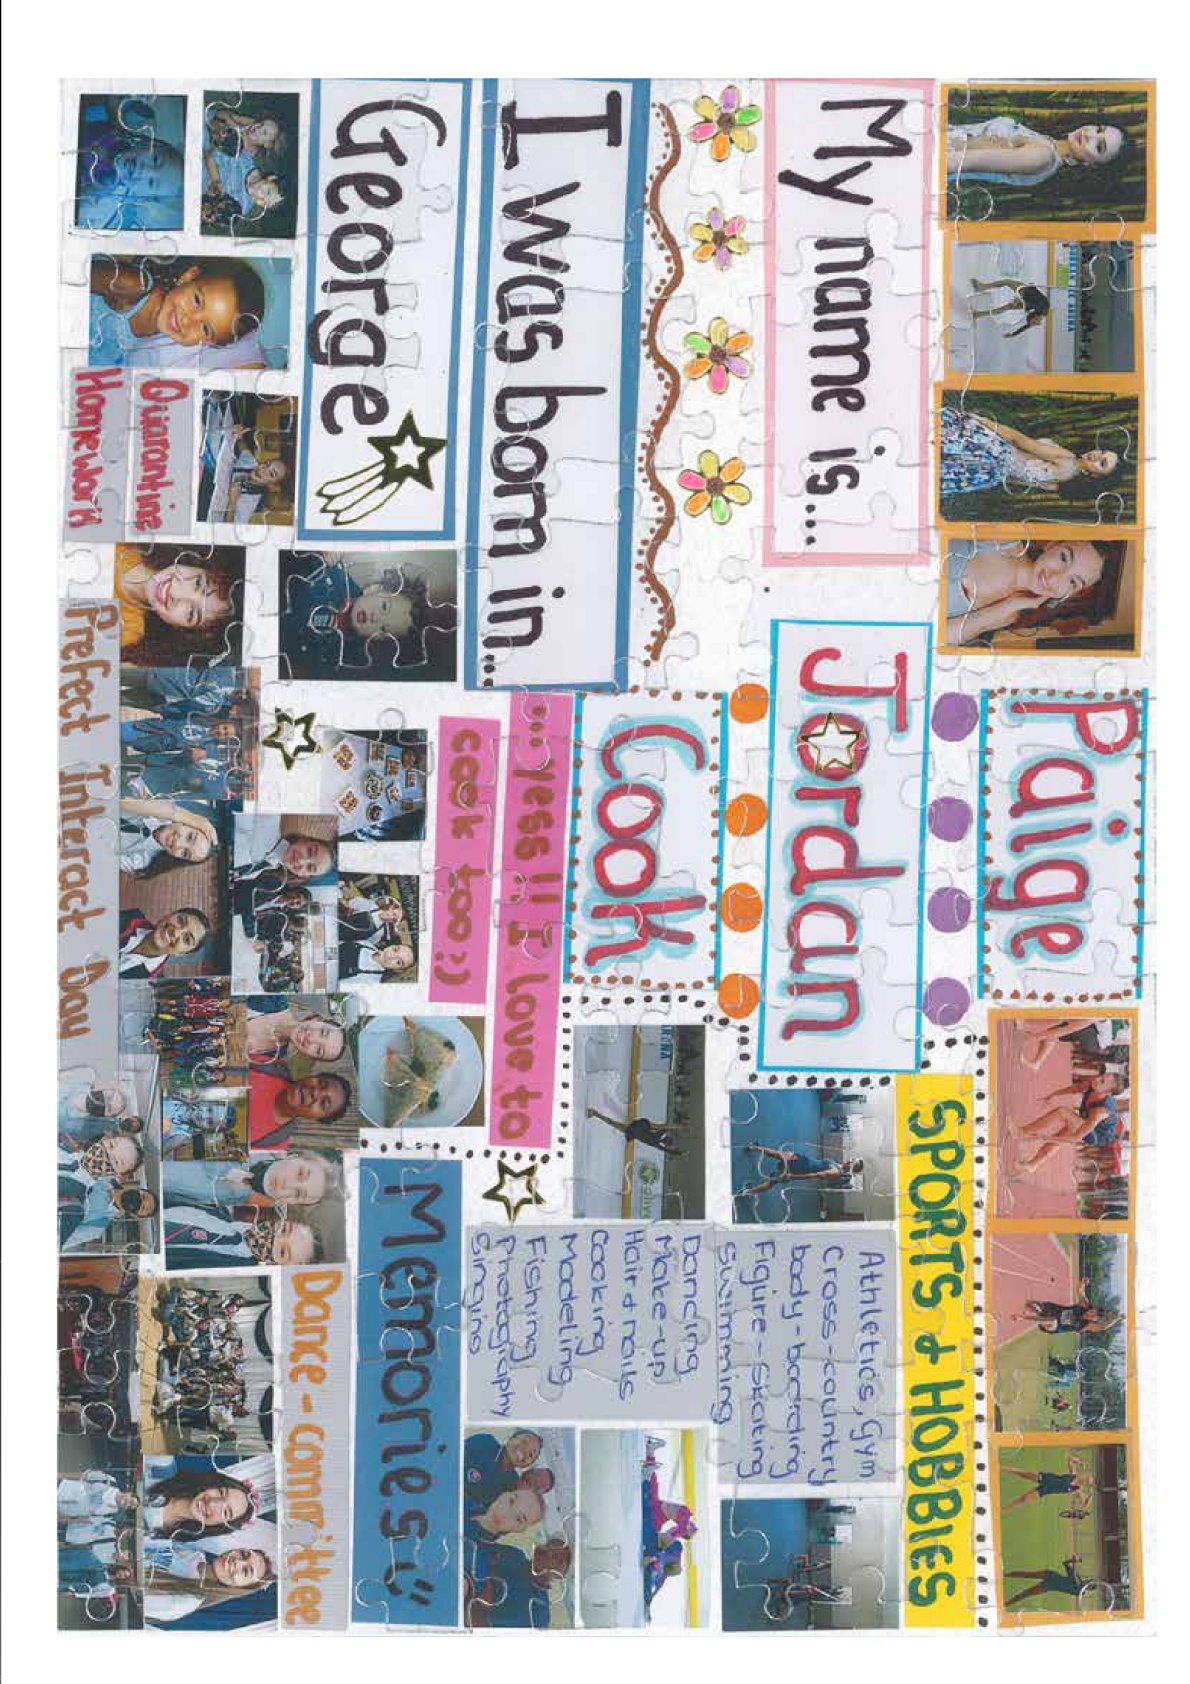 My name is....
Paige
Jordan
Cook
I was born in...
George
...yess !! I love to
cook too:)
SPORTS & HOBBIES
Athletics, Gym
Cross-country
body-boarding
Figure-skating
Swimming
Dancing
Make-up
Hair & nails
Cooking
Modeling
Fishing
Photography
Singing
Memories
Dance-committee
Quarantine
Homework
Prefect Interact Day